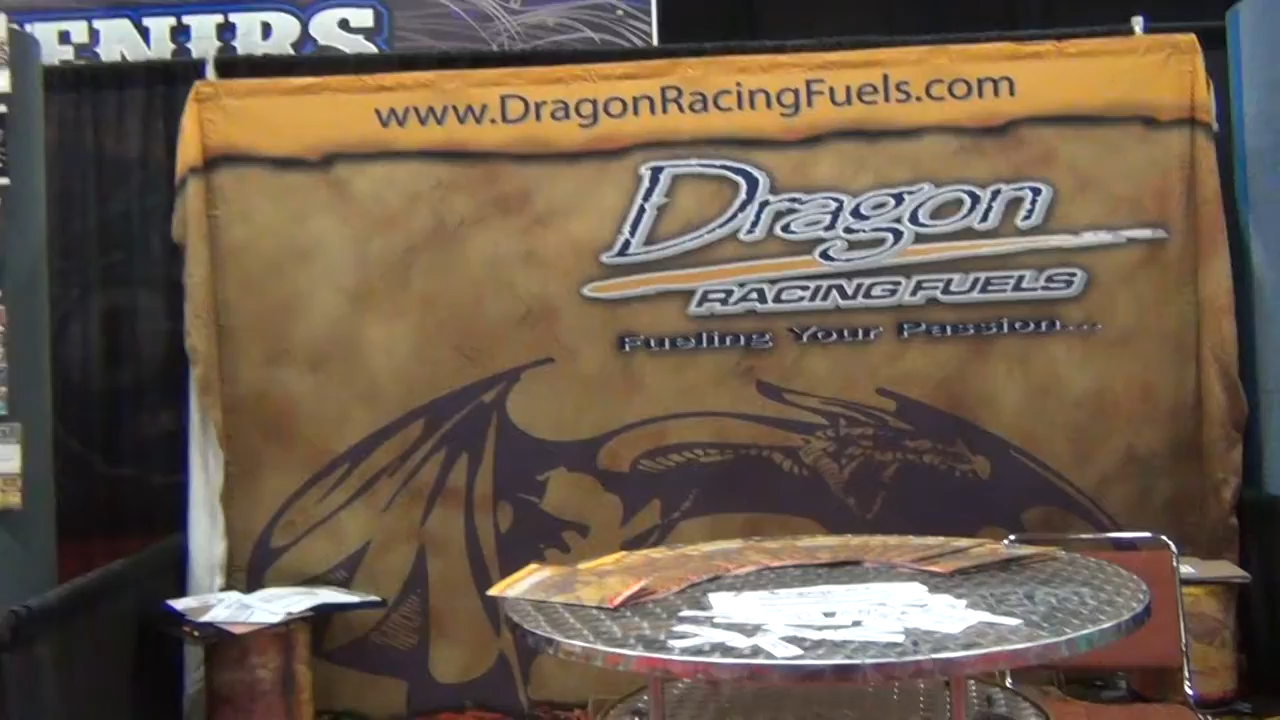 ENIRS
www.DragonRacingFuels.com
Dragon
RACING FUELS
Fueling Your Passion...